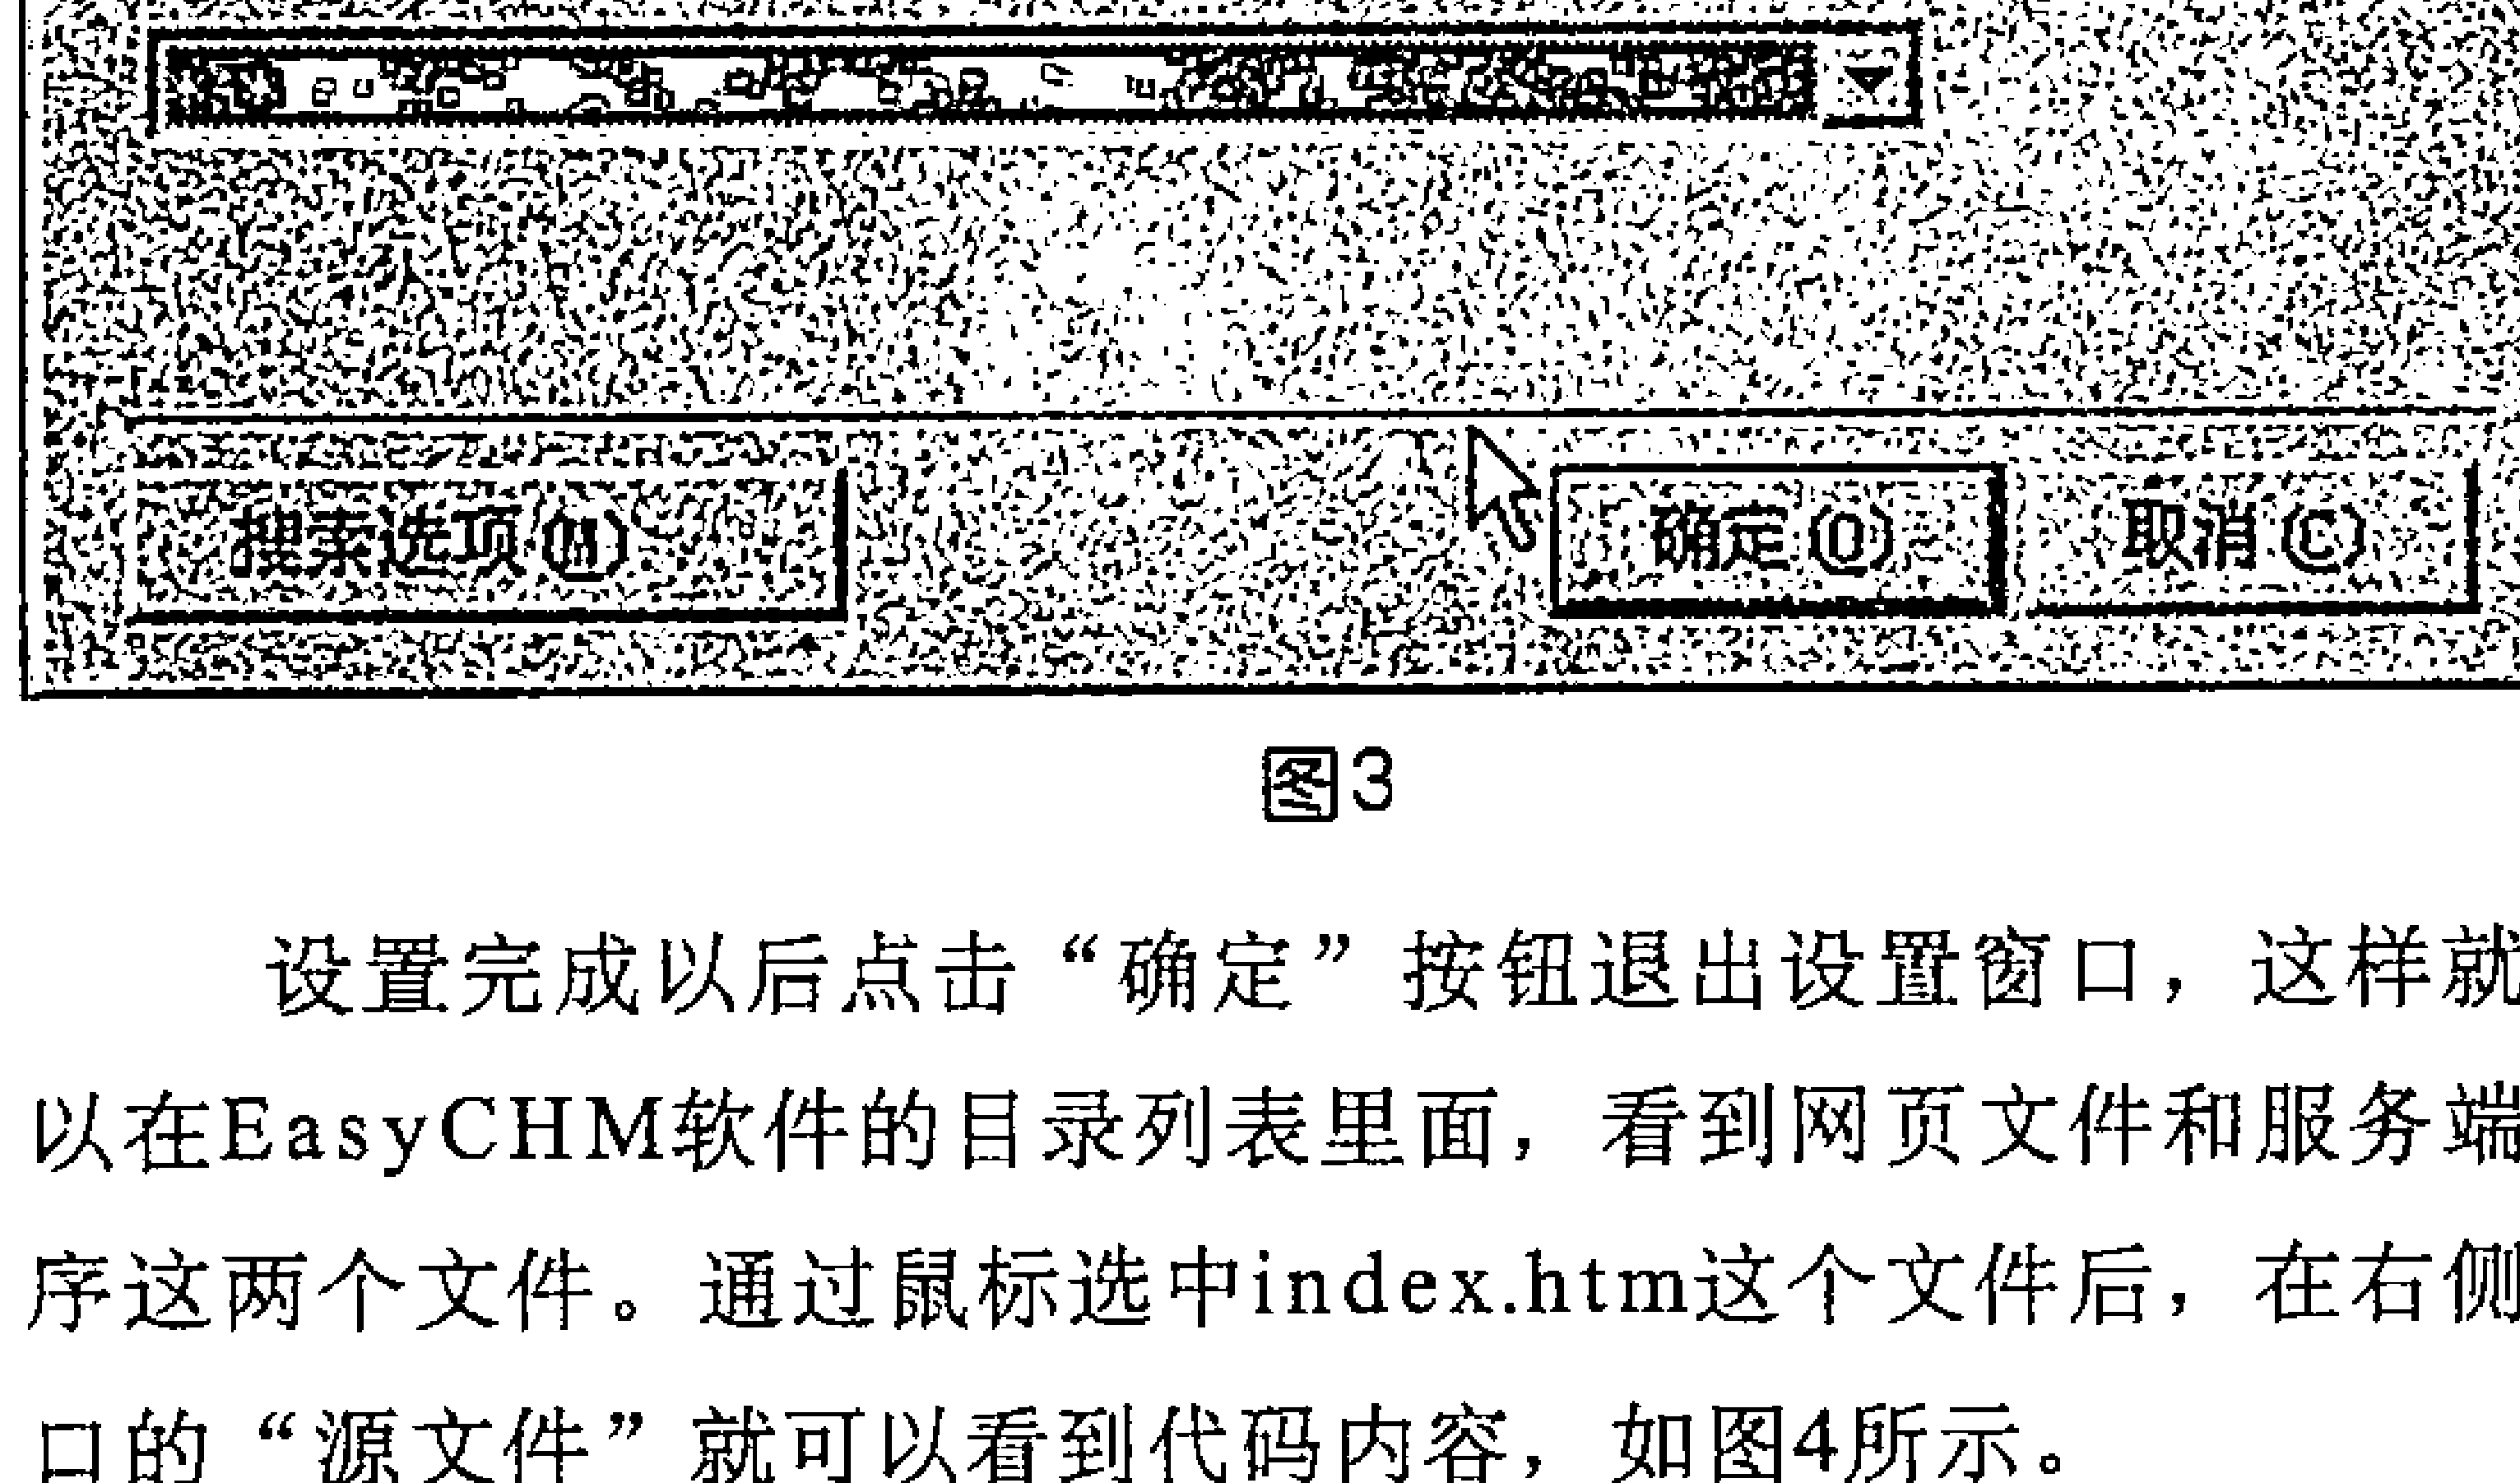 搜索选项(M) 确定(O) 取消(C)
图3
设置完成以后点击“确定”按钮退出设置窗口，这样就
以在EasyCHM软件的目录列表里面，看到网页文件和服务端
序这两个文件。通过鼠标选中index.htm这个文件后，在右侧
口的“源文件”就可以看到代码内容，如图4所示。